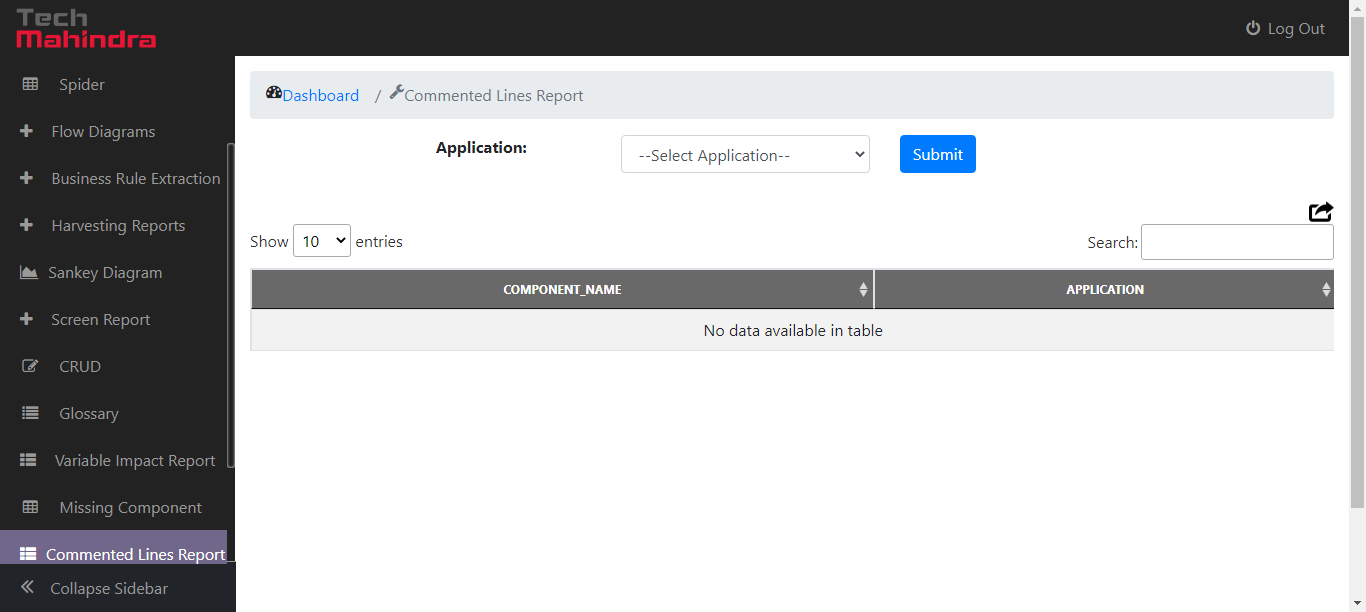 Tech
Mahindra
Log Out
Spider
Flow Diagrams
Business Rule Extraction
Harvesting Reports
Sankey Diagram
Screen Report
CRUD
Glossary
Variable Impact Report
Missing Component
Commented Lines Report
Collapse Sidebar
Dashboard / Commented Lines Report
Application: --Select Application-- Submit
Show 10 entries Search:
COMPONENT_NAME APPLICATION
No data available in table